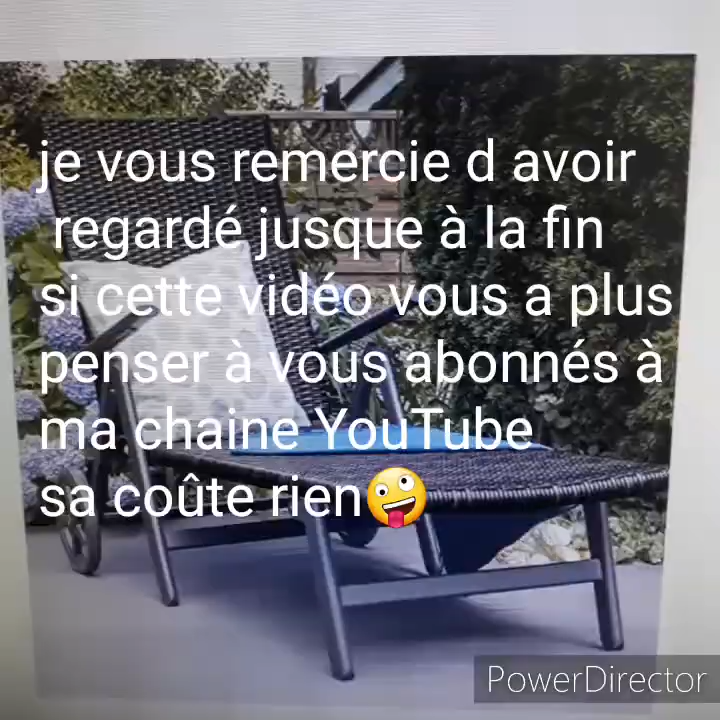 je vous remercie d avoir
regardé jusque à la fin
si cette vidéo vous a plus
penser à vous abonnés à
ma chaine YouTube
sa coûte rien🤪
PowerDirector